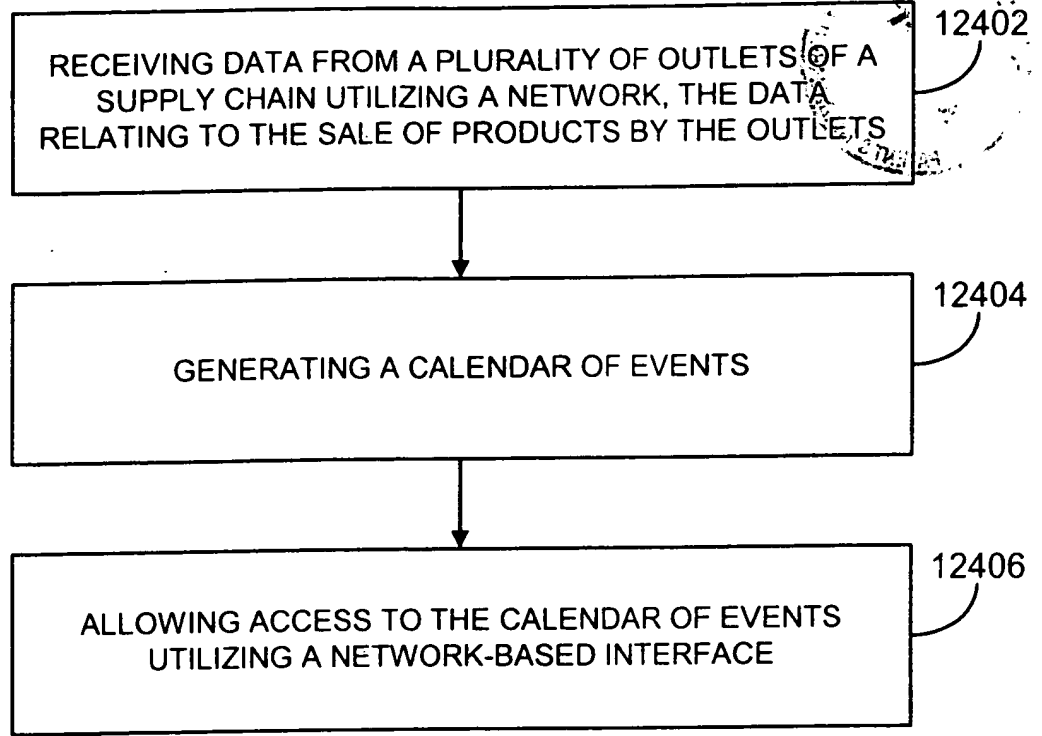 12402
RECEIVING DATA FROM A PLURALITY OF OUTLETS OF A
SUPPLY CHAIN UTILIZING A NETWORK, THE DATA
RELATING TO THE SALE OF PRODUCTS BY THE OUTLETS
12404
GENERATING A CALENDAR OF EVENTS
12406
ALLOWING ACCESS TO THE CALENDAR OF EVENTS
UTILIZING A NETWORK-BASED INTERFACE